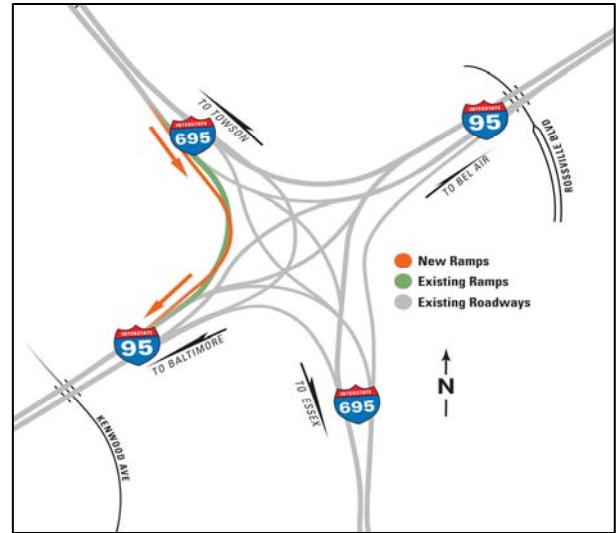 TO TOWSON
INTERSTATE
695
INTERSTATE
95
ROSSVILLE BLVD
TO BEL AIR
New Ramps
Existing Ramps
Existing Roadways
INTERSTATE
95
TO BALTIMORE
N
TO ESSEX
INTERSTATE
695
KENWOOD AVE